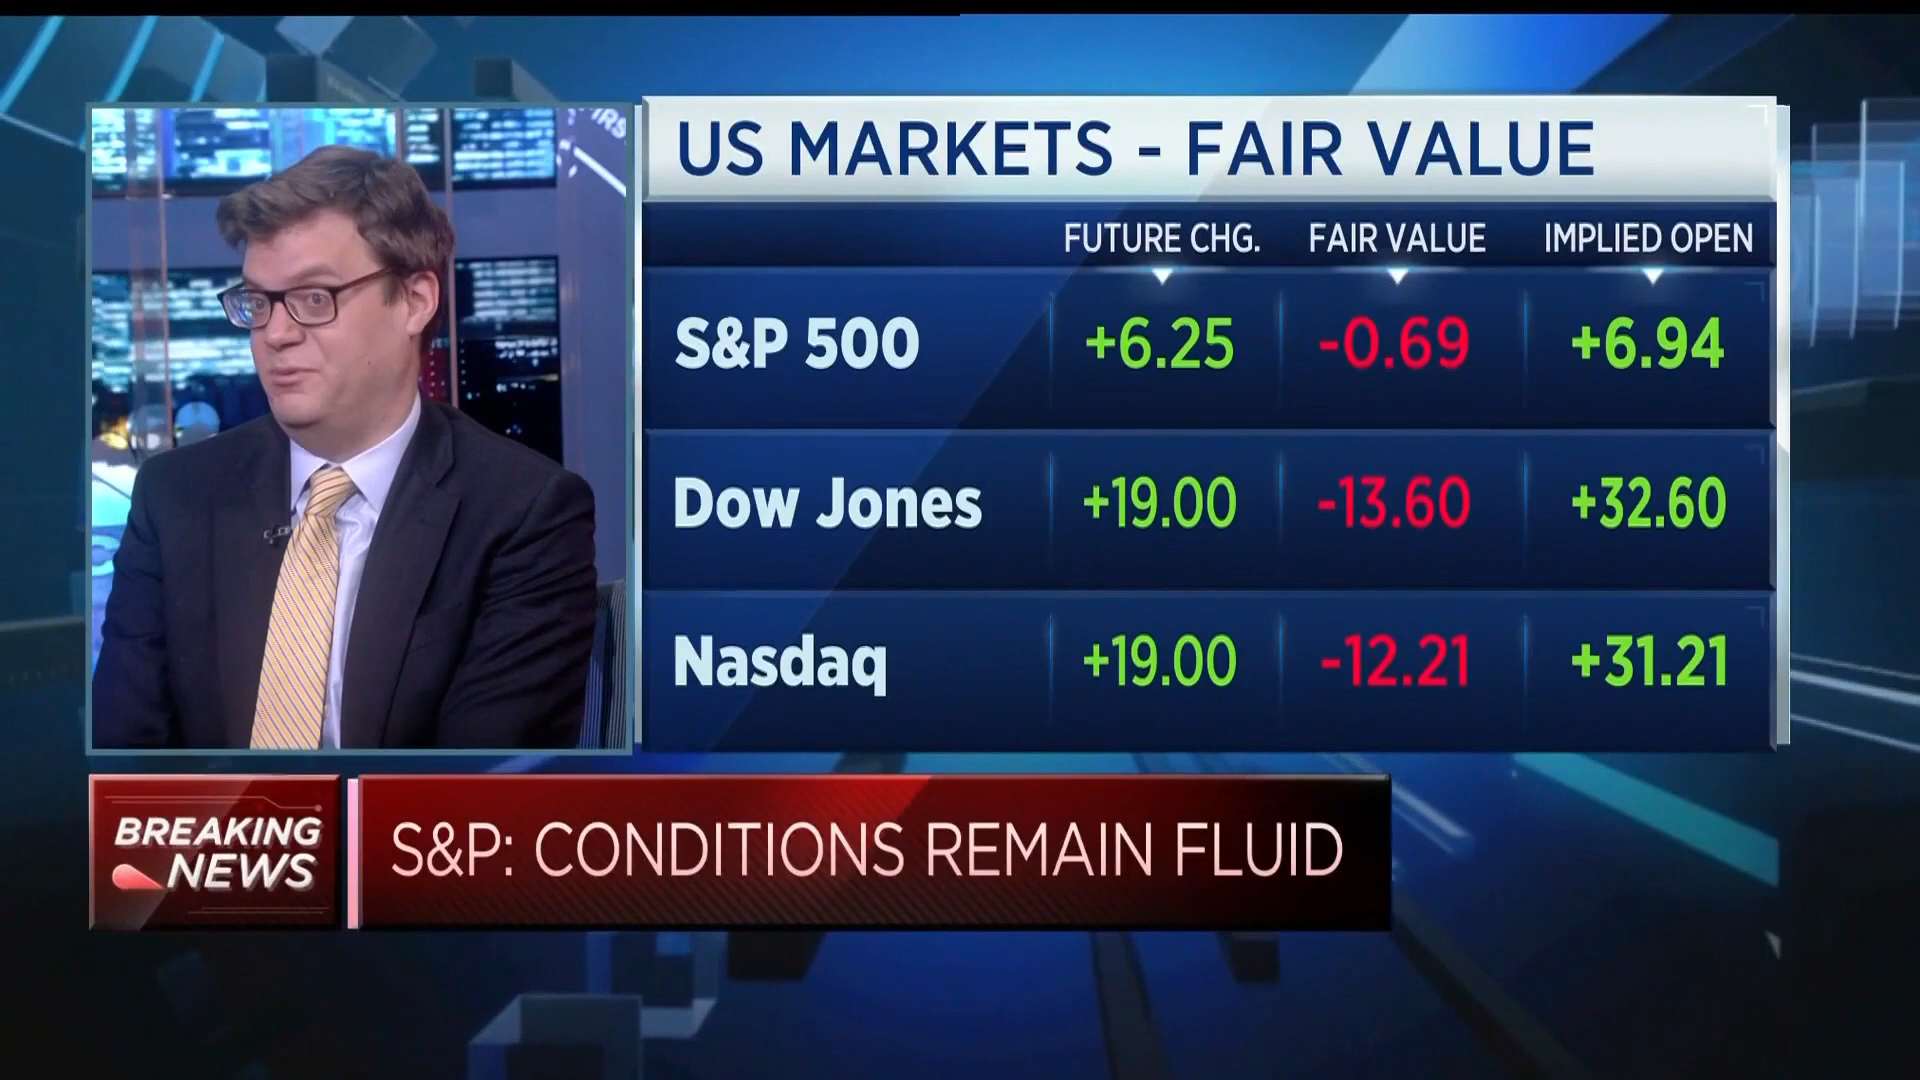 US MARKETS - FAIR VALUE
FUTURE CHG. FAIR VALUE IMPLIED OPEN
S&P 500 +6.25 -0.69 +6.94
Dow Jones +19.00 -13.60 +32.60
Nasdaq +19.00 -12.21 +31.21
BREAKING
NEWS
S&P: CONDITIONS REMAIN FLUID